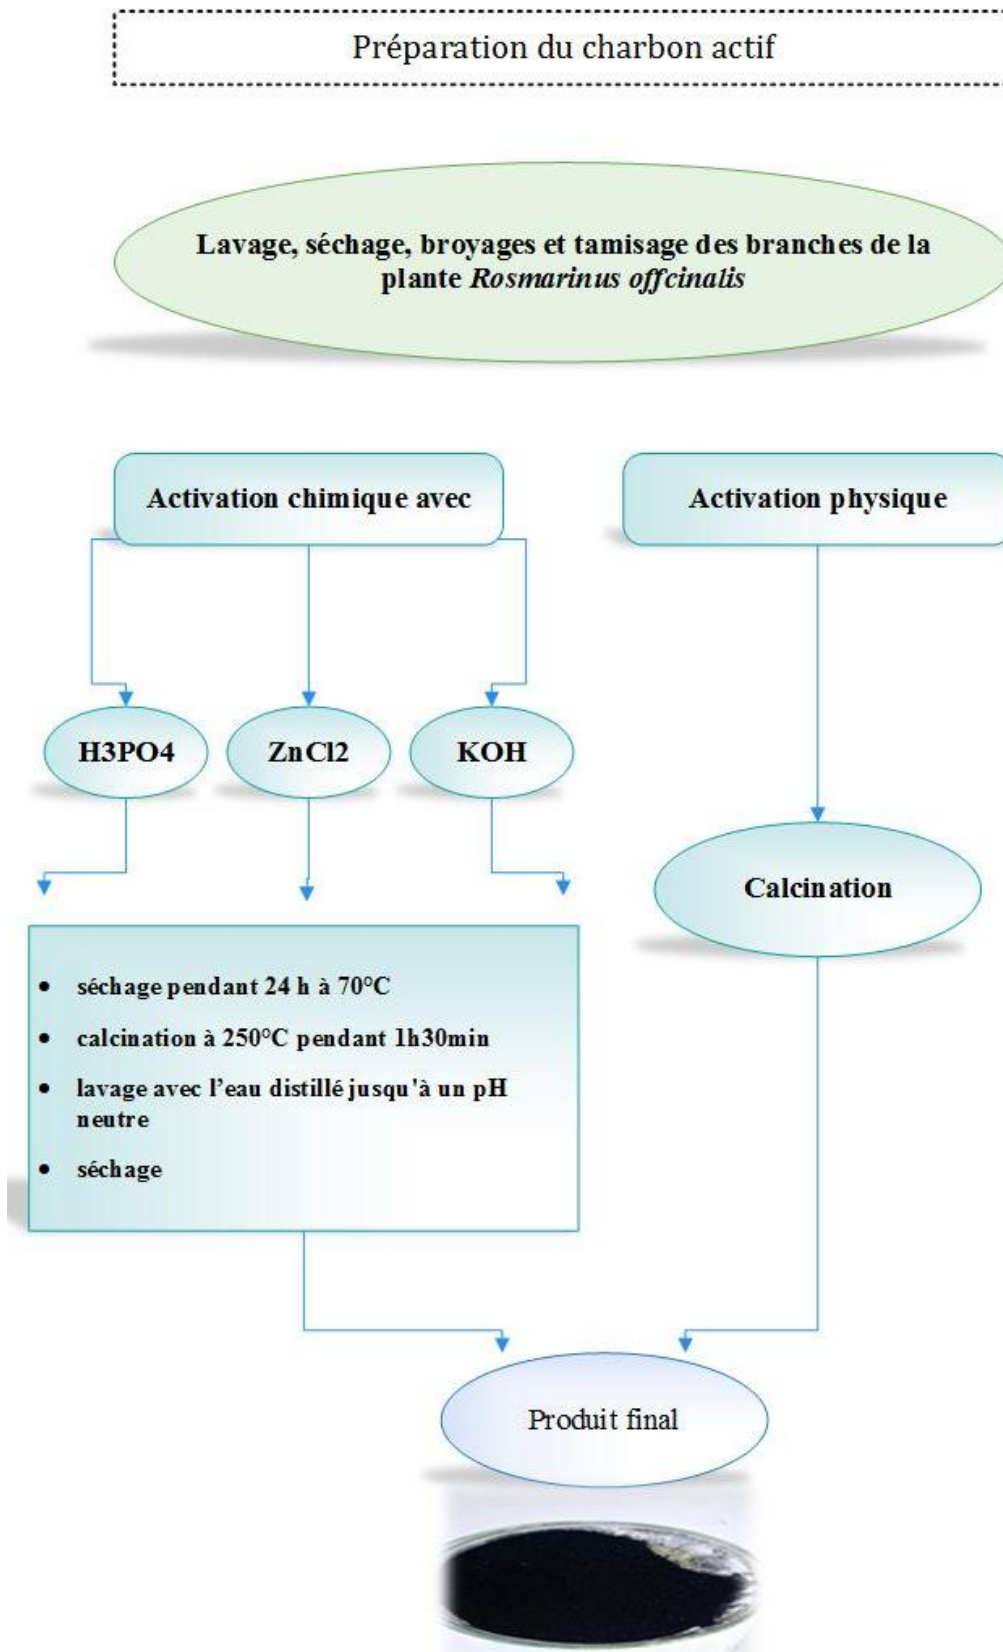 Préparation du charbon actif
Lavage, séchage, broyages et tamisage des branches de la
plante Rosmarinus offcinalis
Activation chimique avec
Activation physique
H3PO4
ZnCl2
KOH
Calcination
• séchage pendant 24 h à 70°C
• calcination à 250°C pendant 1h30min
• lavage avec l’eau distillé jusqu'à un pH
neutre
• séchage
Produit final